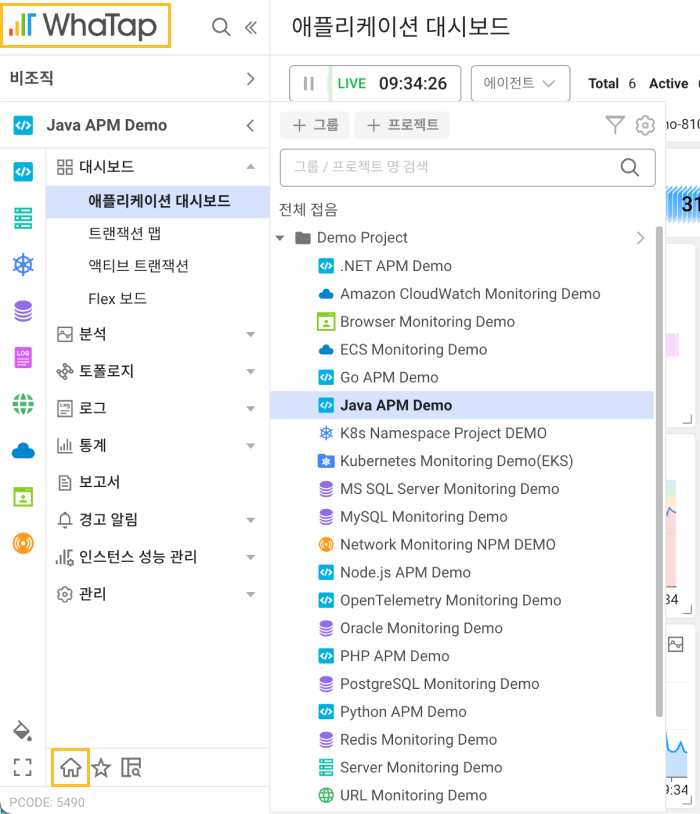 WhaTap
애플리케이션 대시보드
비조직
LIVE 09:34:26
에이전트
Total 6 Active
Java APM Demo
그룹
프로젝트
no-810
그룹 / 프로젝트 명 검색
31
전체 접음
대시보드
애플리케이션 대시보드
트랜잭션 맵
액티브 트랜잭션
Flex 보드
분석
토폴로지
LOG
로그
통계
보고서
경고 알림
인스턴스 성능 관리
관리
Demo Project
.NET APM Demo
Amazon CloudWatch Monitoring Demo
Browser Monitoring Demo
ECS Monitoring Demo
Go APM Demo
Java APM Demo
K8s Namespace Project DEMO
Kubernetes Monitoring Demo(EKS)
MS SQL Server Monitoring Demo
MySQL Monitoring Demo
Network Monitoring NPM DEMO
Node.js APM Demo
OpenTelemetry Monitoring Demo
Oracle Monitoring Demo
PHP APM Demo
PostgreSQL Monitoring Demo
Python APM Demo
Redis Monitoring Demo
Server Monitoring Demo
URL Monitoring Demo
34
9:34
PCODE: 5490